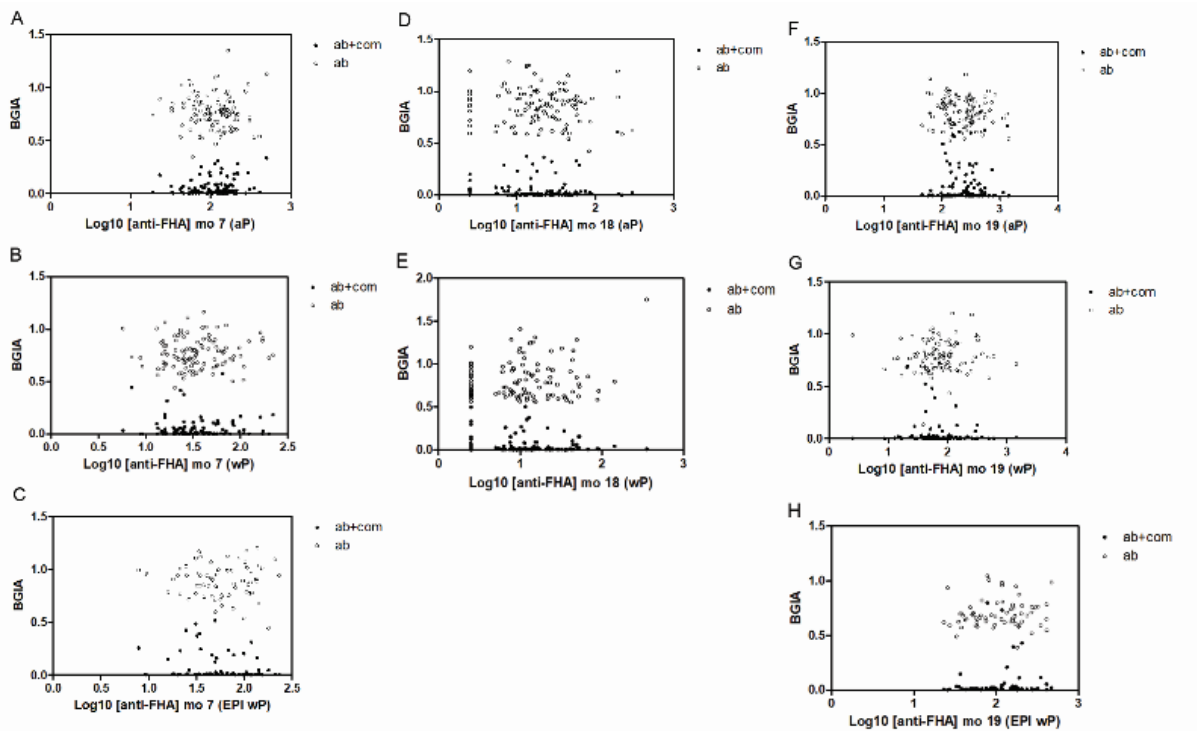 A
1.5
1.0
0.5
0.0
BGIA
0 1 2 3
Log10 [anti-FHA] mo 7 (aP)
ab+com
ab
B
1.5
1.0
0.5
0.0
BGIA
0.0 0.5 1.0 1.5 2.0 2.5
Log10 [anti-FHA] mo 7 (wP)
ab+com
ab
C
1.5
1.0
0.5
0.0
BGIA
0.0 0.5 1.0 1.5 2.0 2.5
Log10 [anti-FHA] mo 7 (EPI wP)
ab+com
ab
D
1.5
1.0
0.5
0.0
BGIA
0 1 2 3
Log10 [anti-FHA] mo 18 (aP)
ab+com
ab
E
2.0
1.5
1.0
0.5
0.0
BGIA
0 1 2 3
Log10 [anti-FHA] mo 18 (wP)
ab+com
ab
F
1.5
1.0
0.5
0.0
BGIA
0 1 2 3 4
Log10 [anti-FHA] mo 19 (aP)
ab+com
ab
G
1.5
1.0
0.5
0.0
BGIA
0 1 2 3 4
Log10 [anti-FHA] mo 19 (wP)
ab+com
ab
H
1.5
1.0
0.5
0.0
BGIA
0 1 2 3
Log10 [anti-FHA] mo 19 (EPI wP)
ab+com
ab